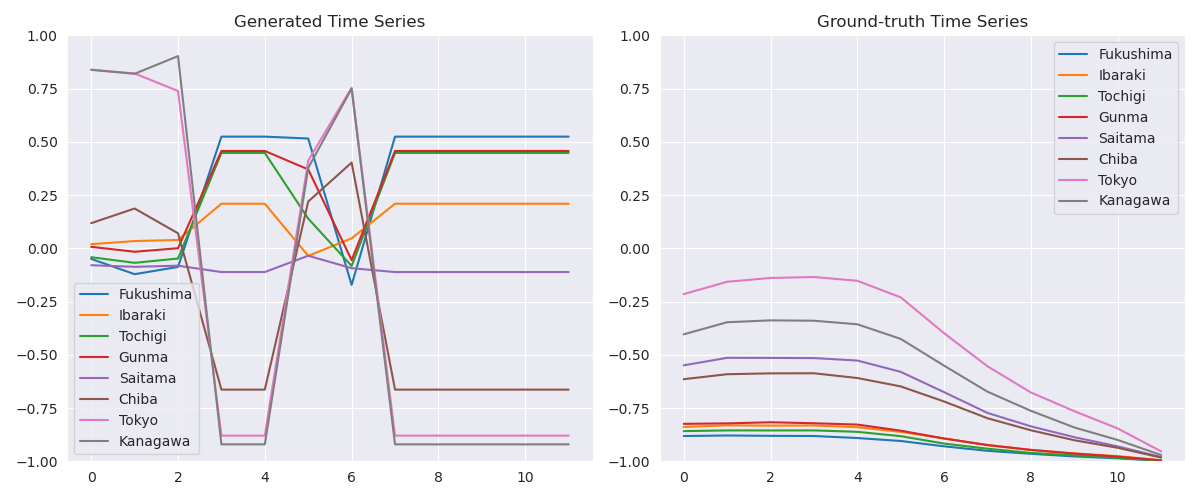 Generated Time Series
1.00
0.75
0.50
0.25
0.00
−0.25
−0.50
−0.75
−1.00
0 2 4 6 8 10
Fukushima
Ibaraki
Tochigi
Gunma
Saitama
Chiba
Tokyo
Kanagawa
Ground-truth Time Series
1.00
0.75
0.50
0.25
0.00
−0.25
−0.50
−0.75
−1.00
0 2 4 6 8 10
Fukushima
Ibaraki
Tochigi
Gunma
Saitama
Chiba
Tokyo
Kanagawa